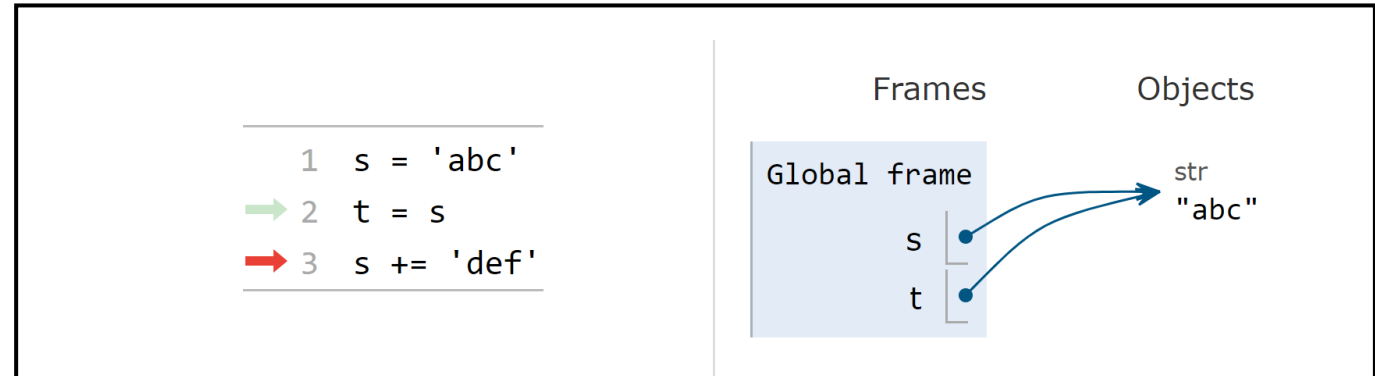 1 s = 'abc'
2 t = s
3 s += 'def'
Frames Objects
Global frame
s
t
str
"abc"